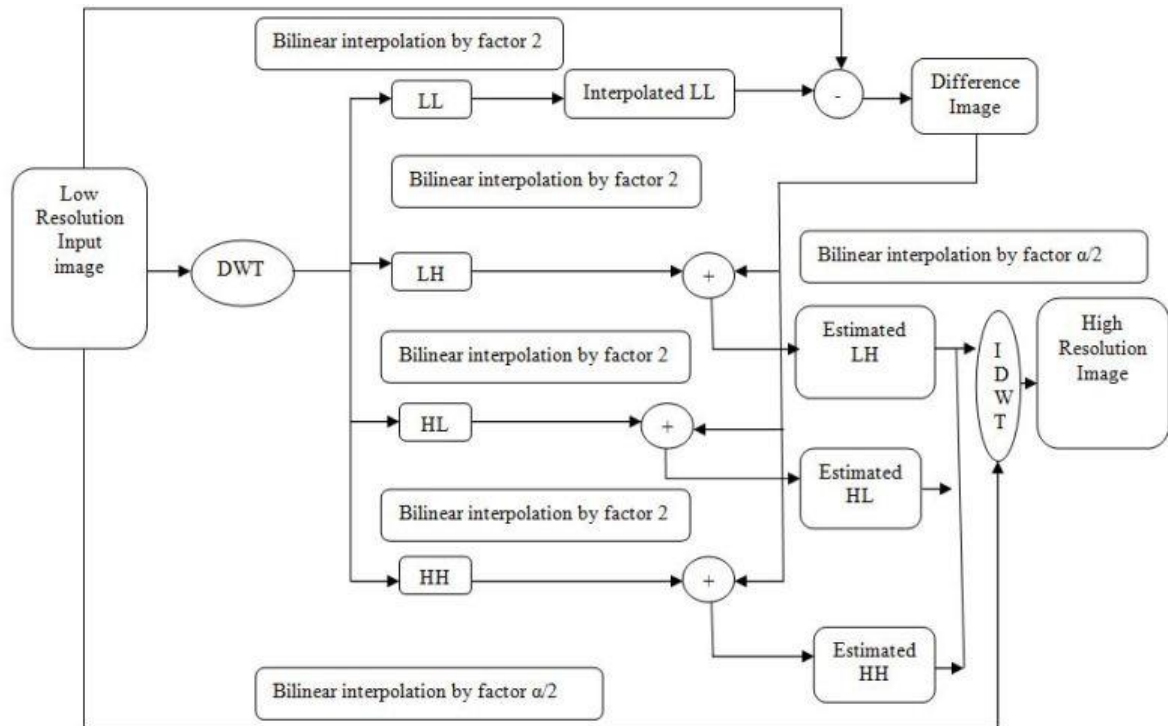 Bilinear interpolation by factor 2
LL
Interpolated LL
-
Difference
Image
Low
Resolution
Input
image
Bilinear interpolation by factor 2
DWT
LH
+
Bilinear interpolation by factor α/2
Estimated
LH
I
D
W
T
High
Resolution
Image
Bilinear interpolation by factor 2
HL
+
Estimated
HL
Bilinear interpolation by factor 2
HH
+
Estimated
HH
Bilinear interpolation by factor α/2